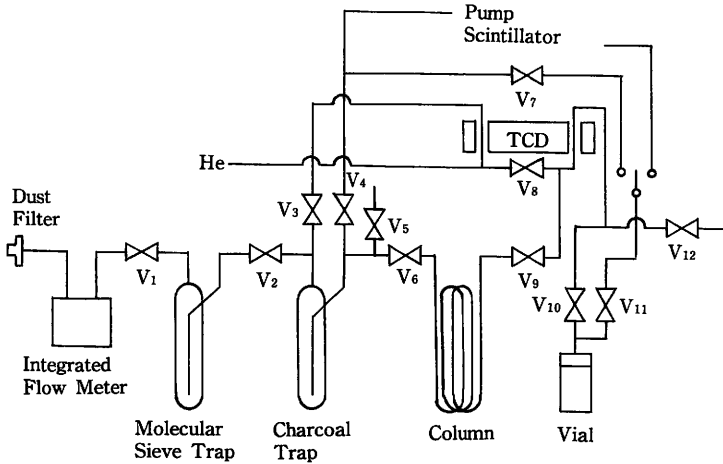 Pump
Scintillator
V7
TCD
He
V8
V4
V3
V5
Dust
Filter
V1
V2
V6
V9
V12
V10
V11
Integrated
Flow Meter
Molecular
Sieve Trap
Charcoal
Trap
Column
Vial